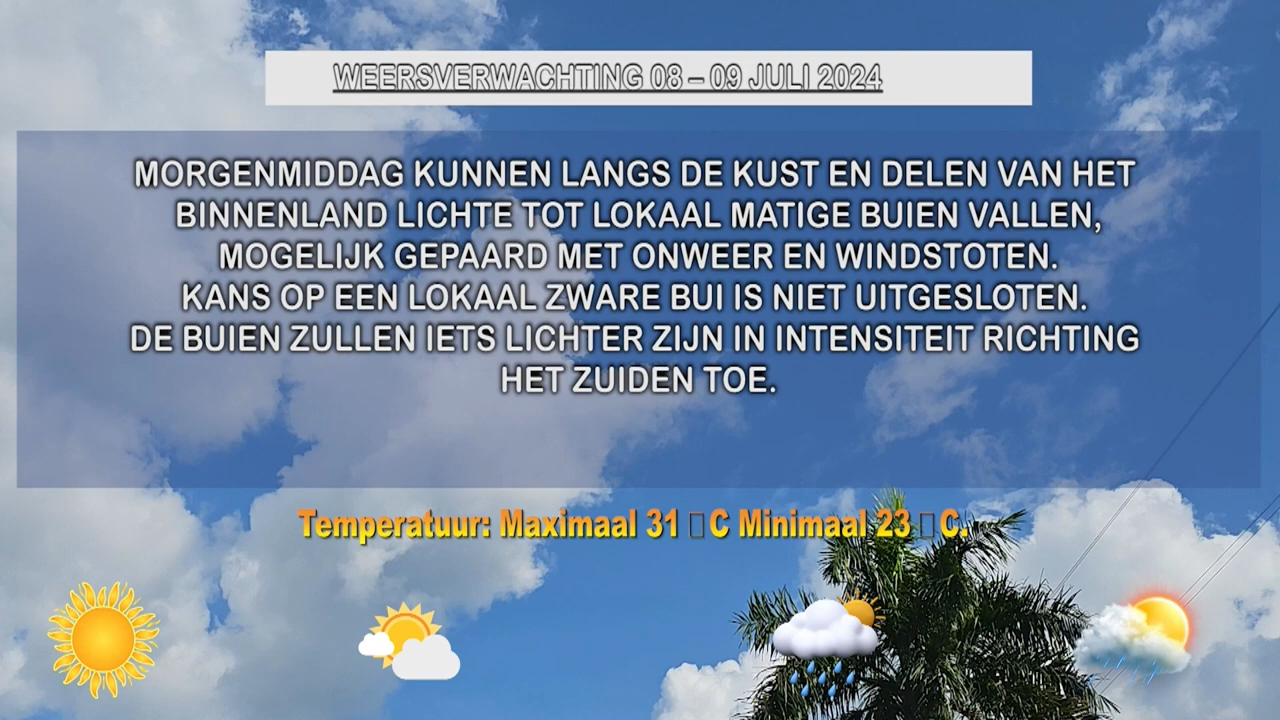 WEERSVERWACHTING 08 – 09 JULI 2024
MORGENMIDDAG KUNNEN LANGS DE KUST EN DELEN VAN HET
BINNENLAND LICHTE TOT LOKAAL MATIGE BUIEN VALLEN,
MOGELIJK GEPAARD MET ONWEER EN WINDSTOTEN.
KANS OP EEN LOKAAL ZWARE BUI IS NIET UITGESLOTEN.
DE BUIEN ZULLEN IETS LICHTER ZIJN IN INTENSITEIT RICHTING
HET ZUIDEN TOE.
Temperatuur: Maximaal 31 □C Minimaal 23 □C.